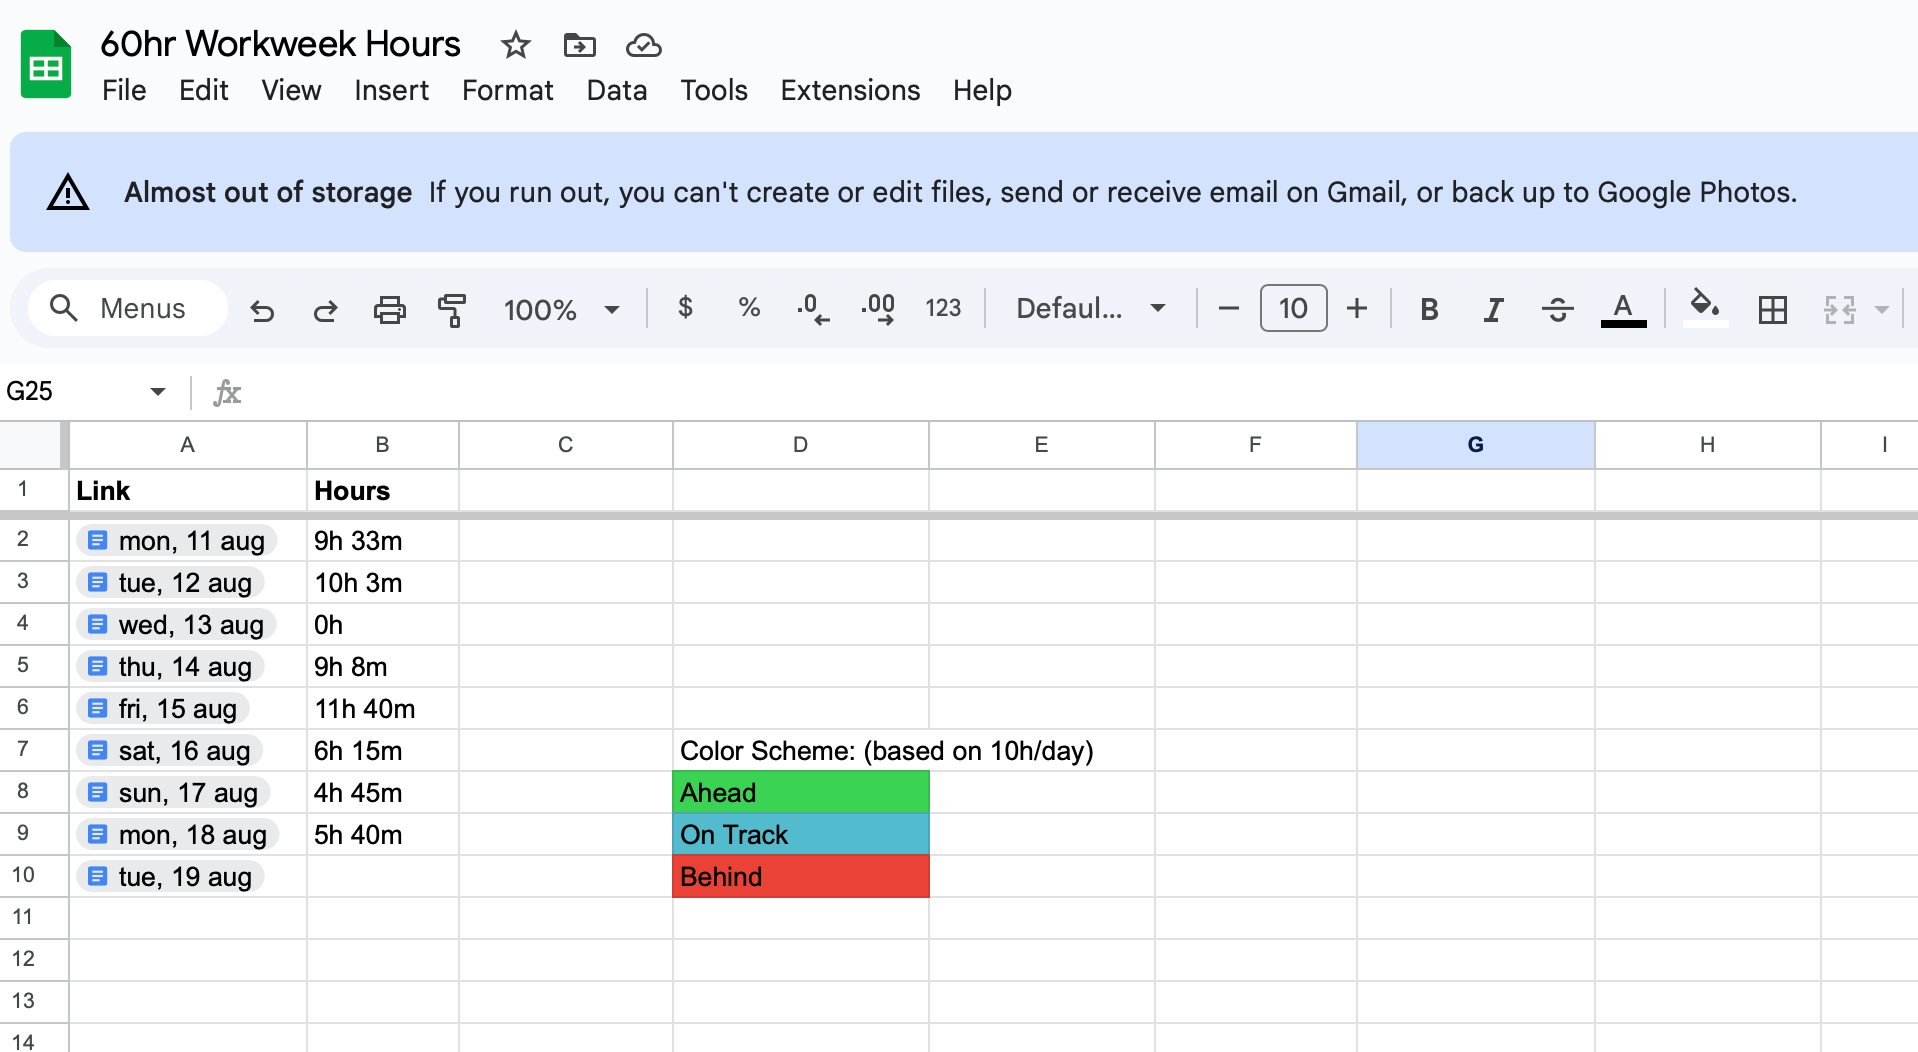 60hr Workweek Hours
File Edit View Insert Format Data Tools Extensions Help
Almost out of storage If you run out, you can't create or edit files, send or receive email on Gmail, or back up to Google Photos.
Menus 100% $ % .0 .00 123 Defaul... 10 B I S A
G25 fx
A B C D E F G H I
1 Link Hours
2 mon, 11 aug 9h 33m
3 tue, 12 aug 10h 3m
4 wed, 13 aug 0h
5 thu, 14 aug 9h 8m
6 fri, 15 aug 11h 40m
7 sat, 16 aug 6h 15m Color Scheme: (based on 10h/day)
8 sun, 17 aug 4h 45m Ahead
9 mon, 18 aug 5h 40m On Track
10 tue, 19 aug Behind
11
12
13
14